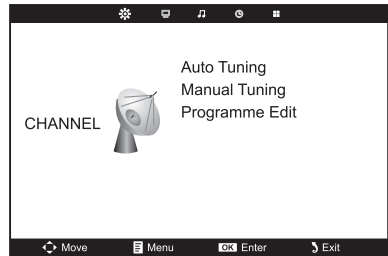 Auto Tuning
Manual Tuning
Programme Edit
CHANNEL
Move Menu OK Enter Exit